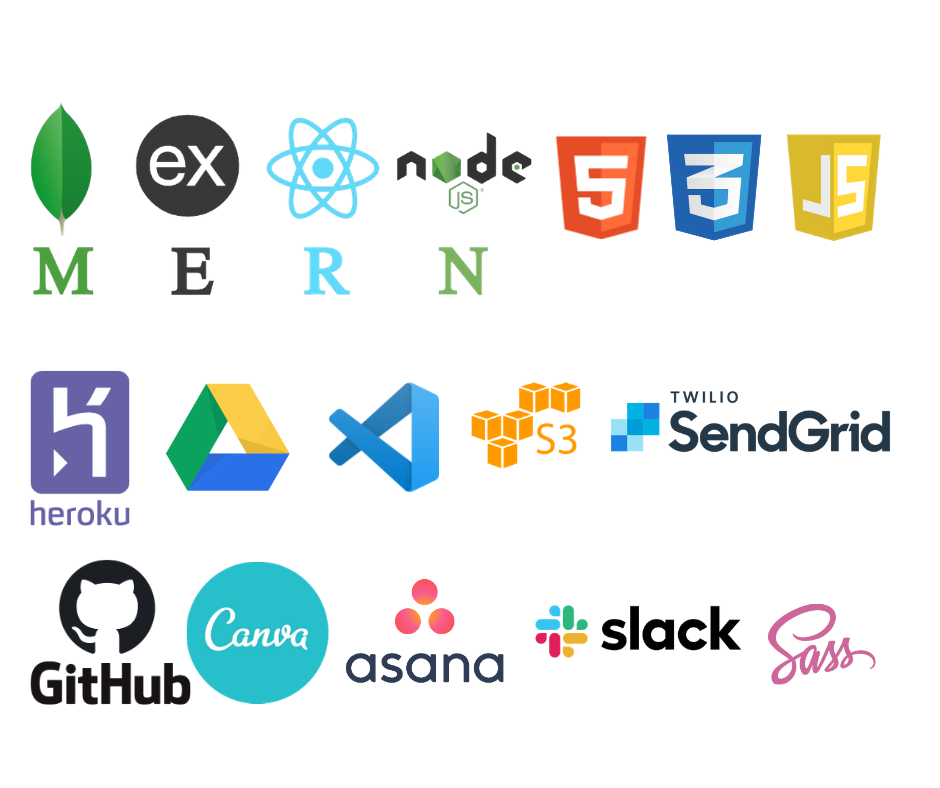 ex
node
JS
5
3
JS
M E R N
heroku
S3
TWILIO
SendGrid
GitHub
Canva
asana
slack
Sass